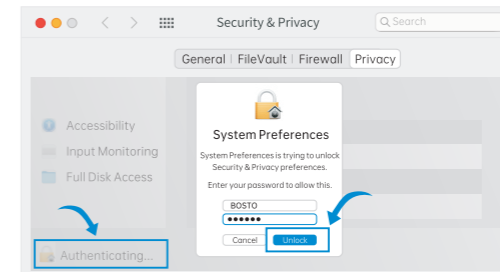 Security & Privacy
Search
General FileVault Firewall Privacy
Accessibility
Input Monitoring
Full Disk Access
System Preferences
System Preferences is trying to unlock
Security & Privacy preferences.
Enter your password to allow this.
BOSTO
••••••
Cancel Unlock
Authenticating...